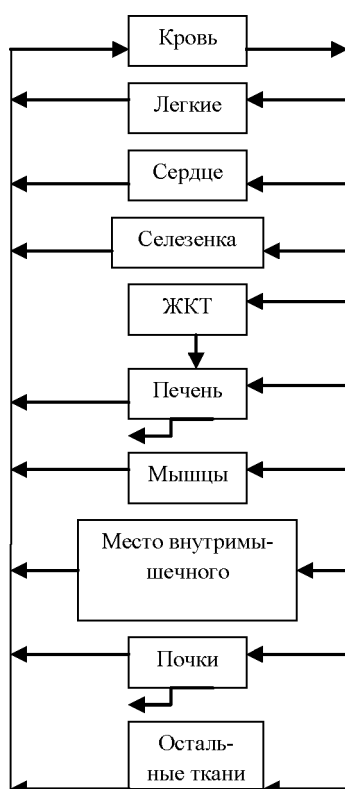 Кровь
Легкие
Сердце
Селезенка
ЖКТ
Печень
Мышцы
Место внутримы-
шечного
Почки
Осталь-
ные ткани